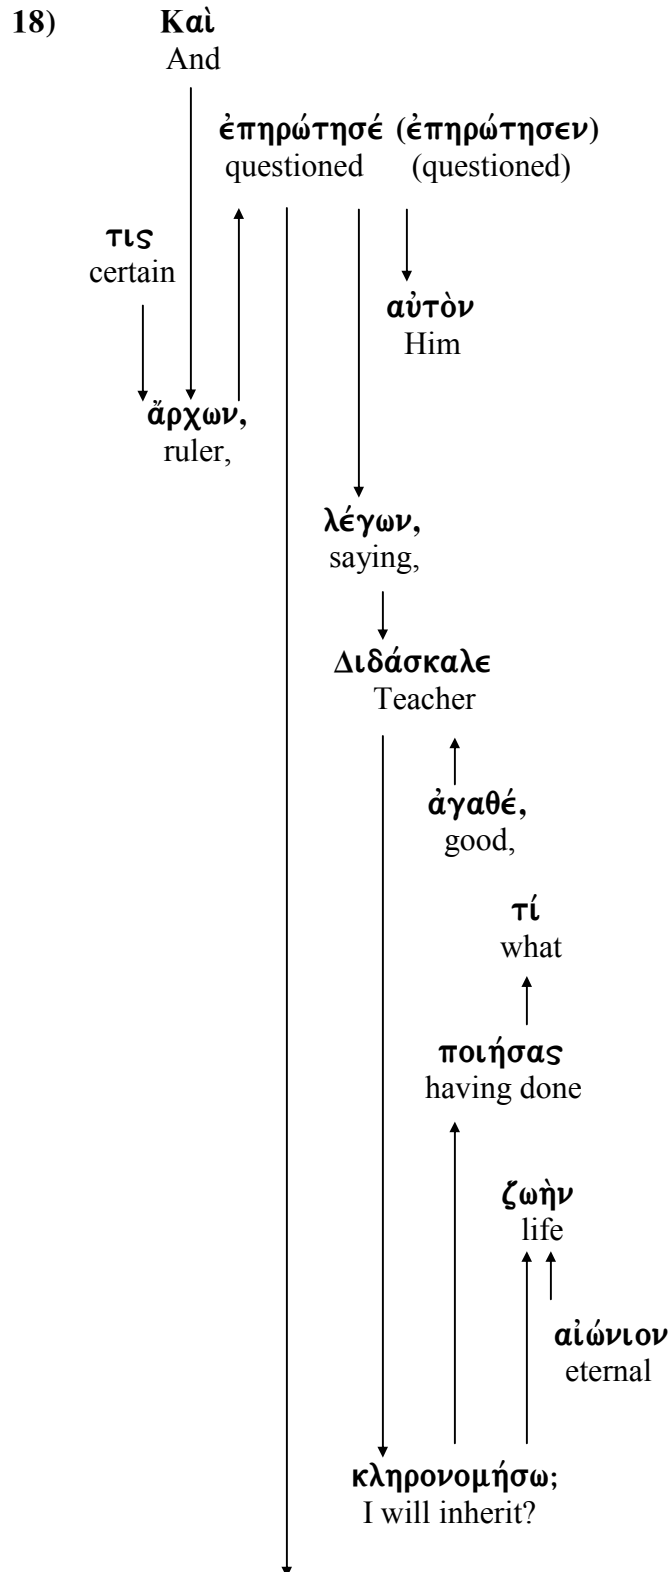 18) Καὶ
And
ἐπηρώτησέ (ἐπηρώτησεν)
questioned (questioned)
τις
certain
αὐτὸν
Him
ἄρχων,
ruler,
λέγων,
saying,
Διδάσκαλε
Teacher
ἀγαθέ,
good,
τί
what
ποιήσας
having done
ζωὴν
life
αἰώνιον
eternal
κληρονομήσω;
I will inherit?